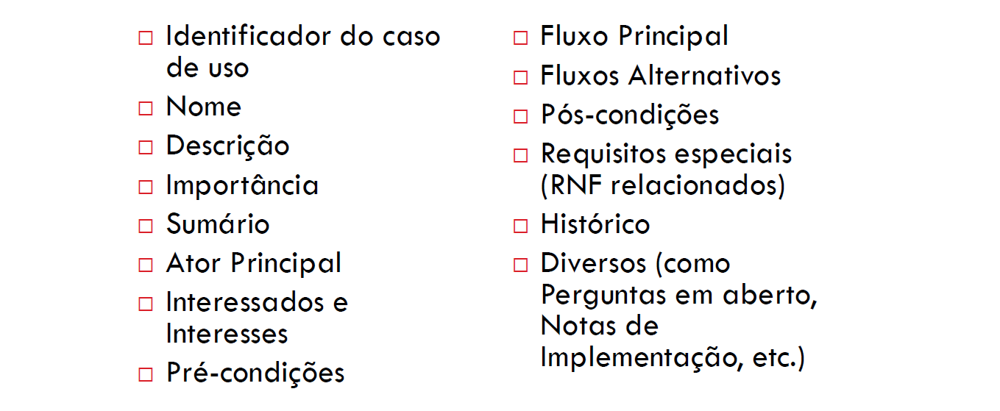 Identificador do caso
de uso
Nome
Descrição
Importância
Sumário
Ator Principal
Interessados e
Interesses
Pré-condições
Fluxo Principal
Fluxos Alternativos
Pós-condições
Requisitos especiais
(RNF relacionados)
Histórico
Diversos (como
Perguntas em aberto,
Notas de
Implementação, etc.)